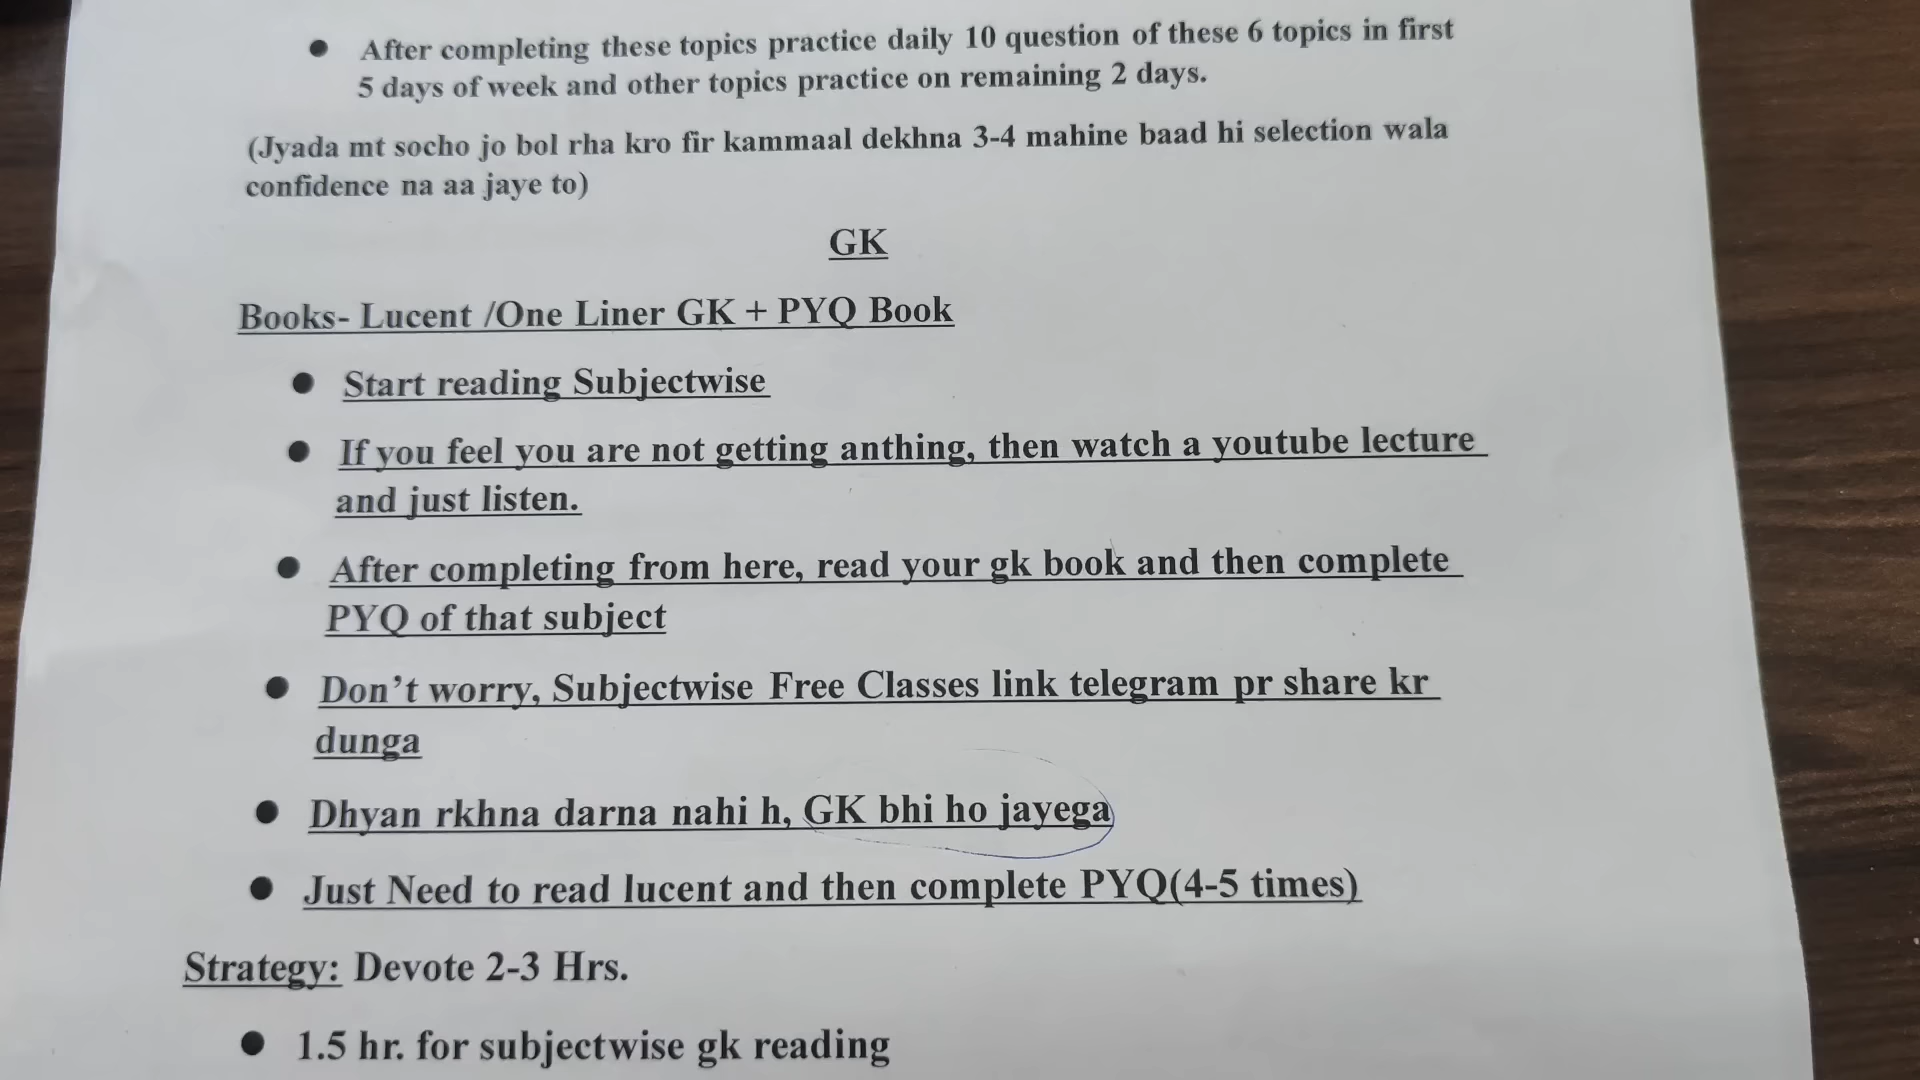 ● After completing these topics practice daily 10 question of these 6 topics in first
5 days of week and other topics practice on remaining 2 days.
(Jyada mt socho jo bol rha kro fir kammaal dekhna 3-4 mahine baad hi selection wala
confidence na aa jaye to)
GK
Books- Lucent /One Liner GK + PYQ Book
● Start reading Subjectwise
● If you feel you are not getting anthing, then watch a youtube lecture
and just listen.
● After completing from here, read your gk book and then complete
PYQ of that subject
● Don’t worry, Subjectwise Free Classes link telegram pr share kr
dunga
● Dhyan rkhna darna nahi h, GK bhi ho jayega
● Just Need to read lucent and then complete PYQ(4-5 times)
Strategy: Devote 2-3 Hrs.
● 1.5 hr. for subjectwise gk reading